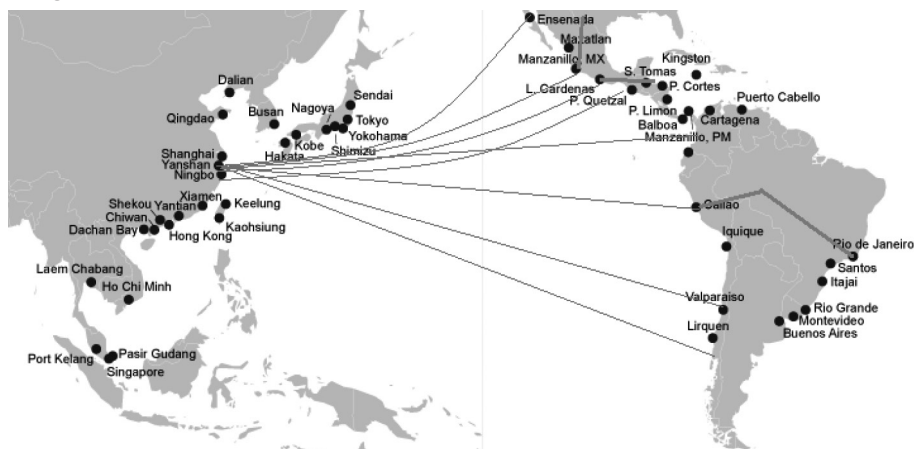 Ensenada
Mazatlan
Manzanillo, MX
L. Cardenas
S. Tomas
P. Cortes
P. Quetzal
Kingston
Puerto Cabello
P. Limon
Cartagena
Balboa
Manzanillo, PM
Dalian
Qingdao
Busan
Nagoya
Sendai
Tokyo
Yokohama
Shimizu
Kobe
Hakata
Shanghai
Yanshan
Ningbo
Xiamen
Keelung
Shekou
Yantian
Chiwan
Kaohsiung
Dachan Bay
Hong Kong
Laem Chabang
Ho Chi Minh
Port Kelang
Pasir Gudang
Singapore
Callao
Iquique
Rio de Janeiro
Santos
Itajai
Valparaiso
Rio Grande
Montevideo
Lirquen
Buenos Aires